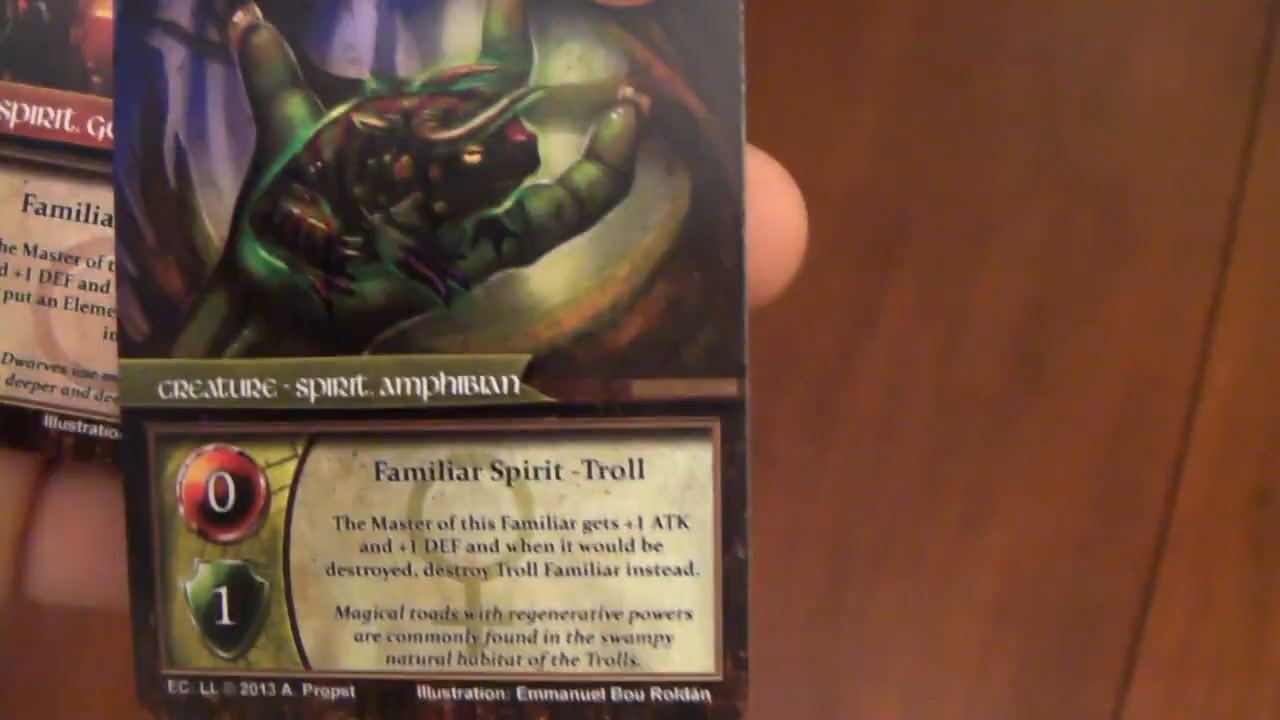 SPIRIT, G
Familia
he Master of t
d +1 DEF and
put an Eleme
in
Dwarves use m
deeper and de
Illustratio
CREATURE - SPIRIT, AMPHIBIAN
0
1
Familiar Spirit -Troll
The Master of this Familiar gets +1 ATK
and +1 DEF and when it would be
destroyed, destroy Troll Familiar instead.
Magical toads with regenerative powers
are commonly found in the swampy
natural habitat of the Trolls.
EC: LL © 2013 A. Propst
Illustration: Emmanuel Bou Roldán